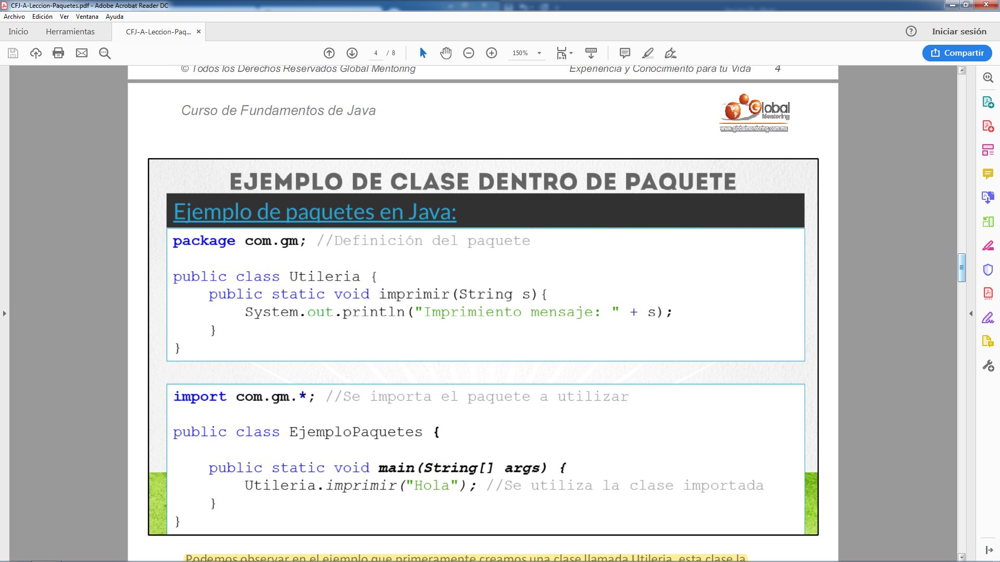 CFJ-A-Leccion-Paquetes.pdf - Adobe Acrobat Reader DC
Archivo Edición Ver Ventana Ayuda
Inicio Herramientas CFJ-A-Leccion-Paq... × Iniciar sesión
4 / 8 150% Compartir
© Todos los Derechos Reservados Global Mentoring Experiencia y Conocimiento para tu Vida 4
Curso de Fundamentos de Java
Global
Mentoring
www.globalmentoring.com.mx
EJEMPLO DE CLASE DENTRO DE PAQUETE
Ejemplo de paquetes en Java:
package com.gm; //Definición del paquete
public class Utileria {
public static void imprimir(String s){
System.out.println("Imprimiento mensaje: " + s);
}
}
import com.gm.*; //Se importa el paquete a utilizar
public class EjemploPaquetes {
public static void main(String[] args) {
Utileria.imprimir("Hola"); //Se utiliza la clase importada
}
}
Podemos observar en el ejemplo que primeramente creamos una clase llamada Utileria, esta clase la